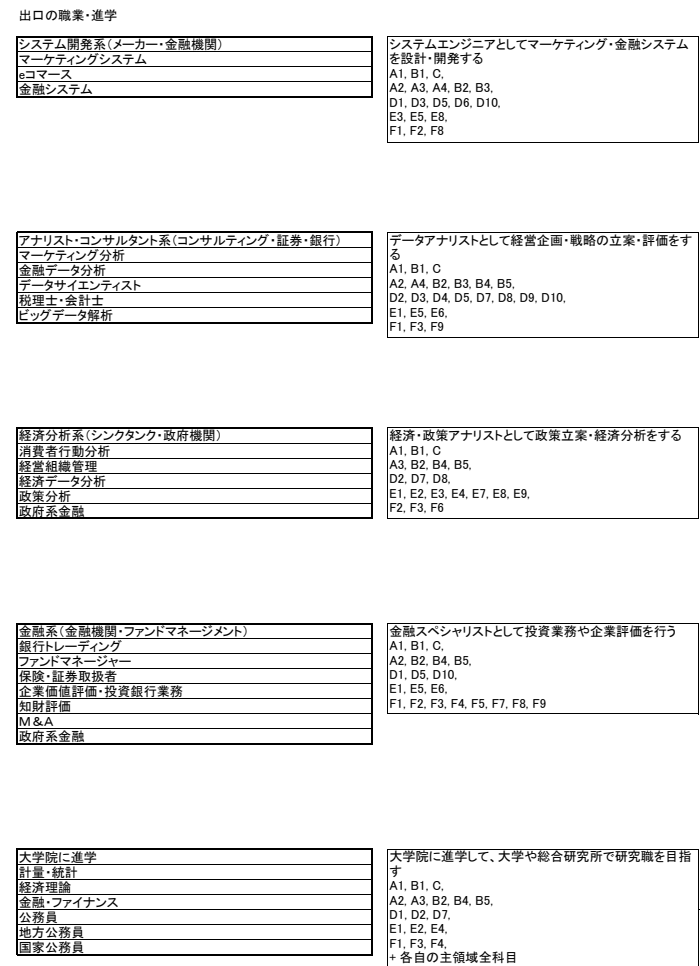 出口の職業・進学
システム開発系（メーカー・金融機関）
マーケティングシステム
eコマース
金融システム
システムエンジニアとしてマーケティング・金融システム
を設計・開発する
A1, B1, C,
A2, A3, A4, B2, B3,
D1, D3, D5, D6, D10,
E3, E5, E8,
F1, F2, F8
アナリスト・コンサルタント系（コンサルティング・証券・銀行）
マーケティング分析
金融データ分析
データサイエンティスト
税理士・会計士
ビッグデータ解析
データアナリストとして経営企画・戦略の立案・評価をす
る
A1, B1, C
A2, A4, B2, B3, B4, B5,
D2, D3, D4, D5, D7, D8, D9, D10,
E1, E5, E6,
F1, F3, F9
経済分析系（シンクタンク・政府機関）
消費者行動分析
経営組織管理
経済データ分析
政策分析
政府系金融
経済・政策アナリストとして政策立案・経済分析をする
A1, B1, C
A3, B2, B4, B5,
D2, D7, D8,
E1, E2, E3, E4, E7, E8, E9,
F2, F3, F6
金融系（金融機関・ファンドマネージメント）
銀行トレーディング
ファンドマネージャー
保険・証券取扱者
企業価値評価・投資銀行業務
知財評価
Ｍ＆Ａ
政府系金融
金融スペシャリストとして投資業務や企業評価を行う
A1, B1, C,
A2, B2, B4, B5,
D1, D5, D10,
E1, E5, E6,
F1, F2, F3, F4, F5, F7, F8, F9
大学院に進学
計量・統計
経済理論
金融・ファイナンス
公務員
地方公務員
国家公務員
大学院に進学して、大学や総合研究所で研究職を目指
す
A1, B1, C,
A2, A3, B2, B4, B5,
D1, D2, D7,
E1, E2, E4,
F1, F3, F4,
+ 各自の主領域全科目